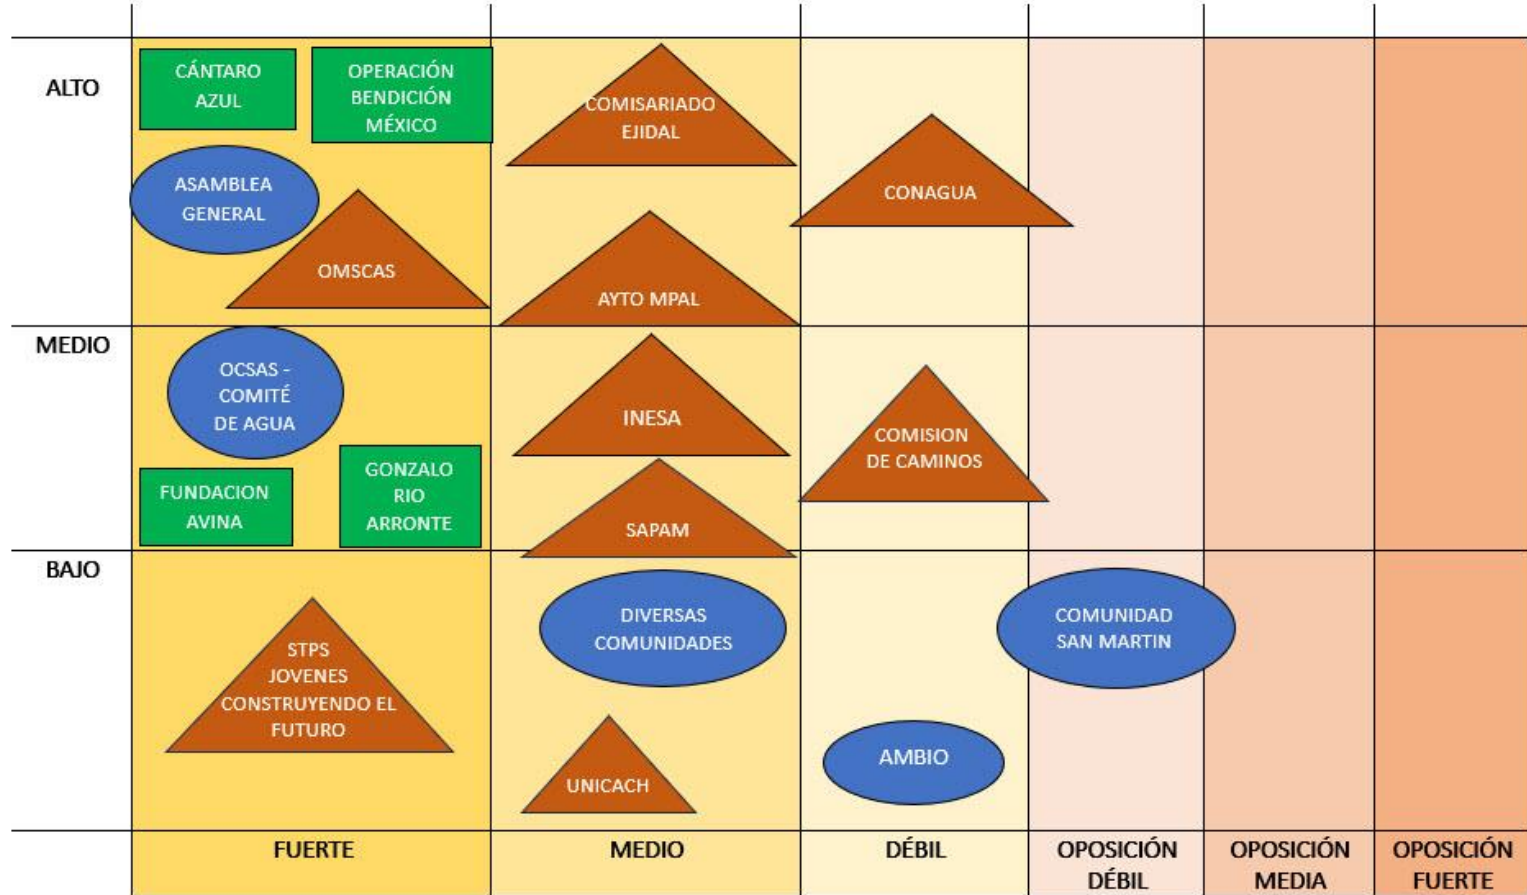 ALTO
CÁNTARO
AZUL
OPERACIÓN
BENDICIÓN
MÉXICO
COMISARIADO
EJIDAL
CONAGUA
ASAMBLEA
GENERAL
OMSCAS
AYTO MPAL
MEDIO
OCSAS -
COMITÉ
DE AGUA
INESA
COMISION
DE CAMINOS
FUNDACION
AVINA
GONZALO
RIO
ARRONTE
SAPAM
BAJO
STPS
JOVENES
CONSTRUYENDO EL
FUTURO
DIVERSAS
COMUNIDADES
COMUNIDAD
SAN MARTIN
UNICACH
AMBIO
FUERTE
MEDIO
DÉBIL
OPOSICIÓN
DÉBIL
OPOSICIÓN
MEDIA
OPOSICIÓN
FUERTE